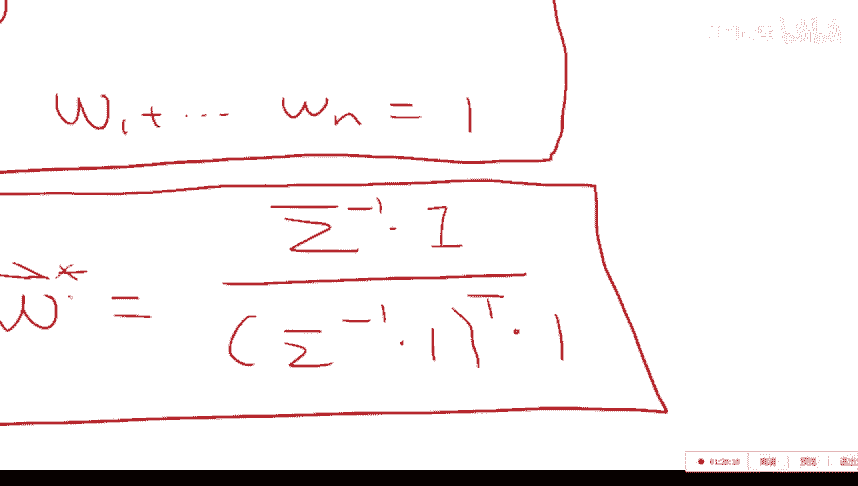 w₁ + ... wₙ = 1
Σ⁻¹ · 1
w⃗* = 
(Σ⁻¹ · 1)ᵀ · 1